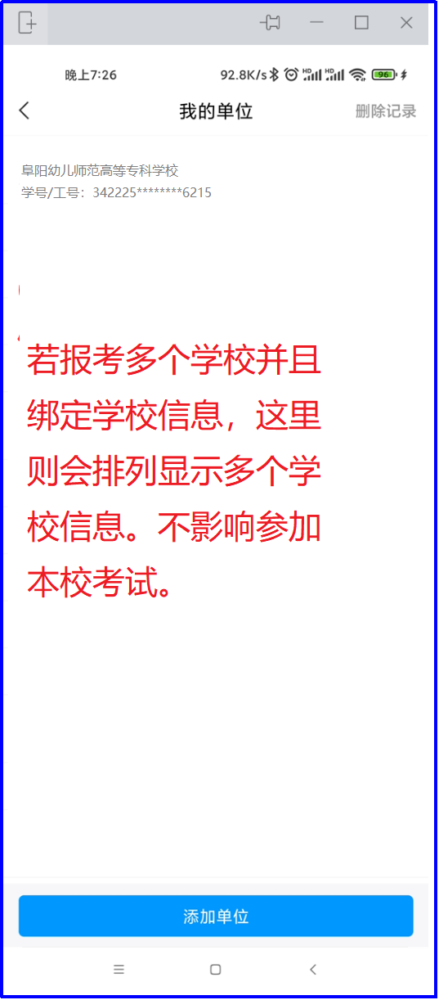 晚上7:26 92.8K/s HD HD 96
我的单位 删除记录
阜阳幼儿师范高等专科学校
学号/工号：342225********6215
若报考多个学校并且
绑定学校信息，这里
则会排列显示多个学
校信息。不影响参加
本校考试。
添加单位